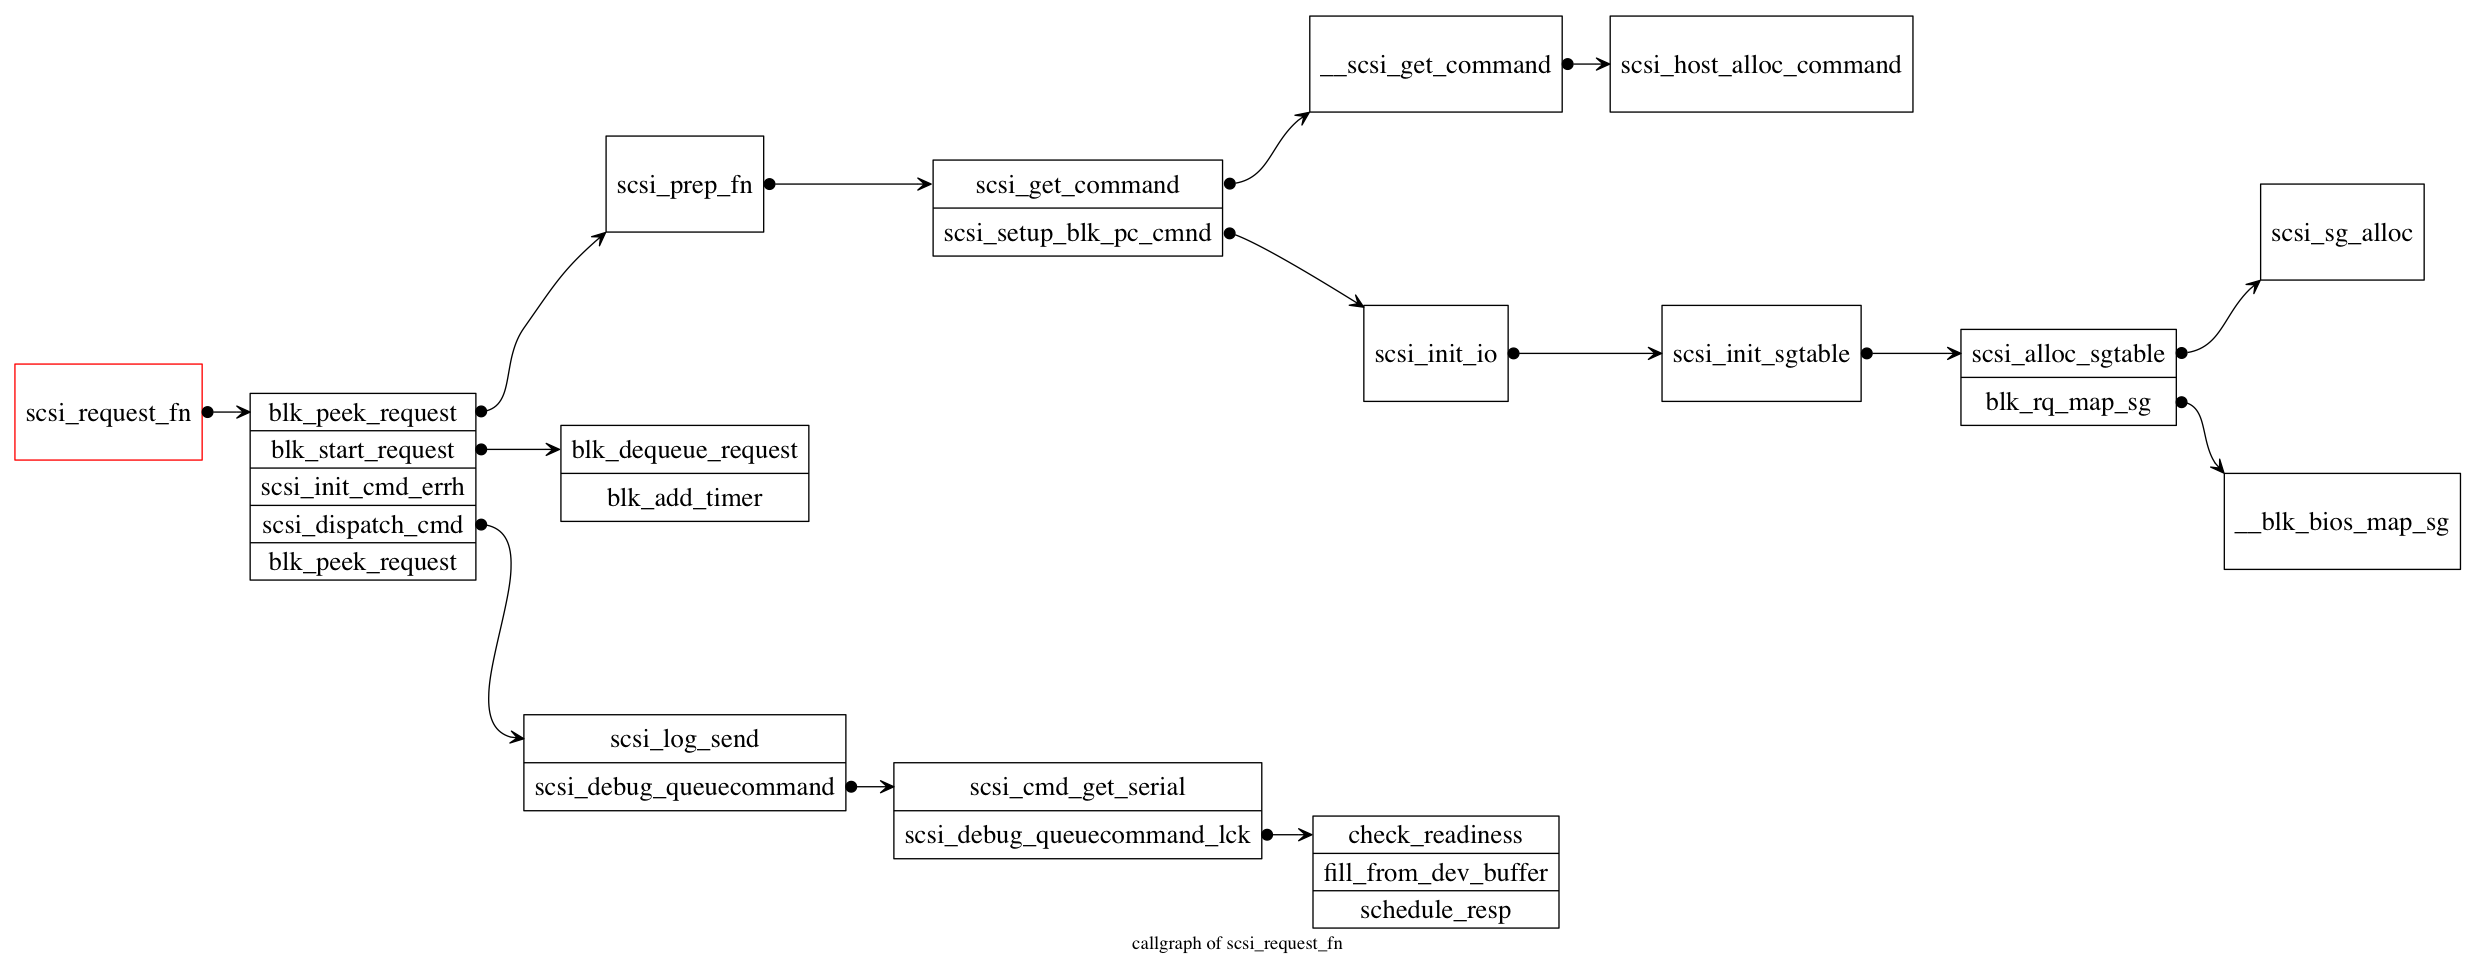 scsi_request_fn
blk_peek_request
blk_start_request
scsi_init_cmd_errh
scsi_dispatch_cmd
blk_peek_request
scsi_prep_fn
blk_dequeue_request
blk_add_timer
scsi_get_command
scsi_setup_blk_pc_cmnd
__scsi_get_command
scsi_host_alloc_command
scsi_init_io
scsi_init_sgtable
scsi_alloc_sgtable
blk_rq_map_sg
scsi_sg_alloc
__blk_bios_map_sg
scsi_log_send
scsi_debug_queuecommand
scsi_cmd_get_serial
scsi_debug_queuecommand_lck
check_readiness
fill_from_dev_buffer
schedule_resp
callgraph of scsi_request_fn